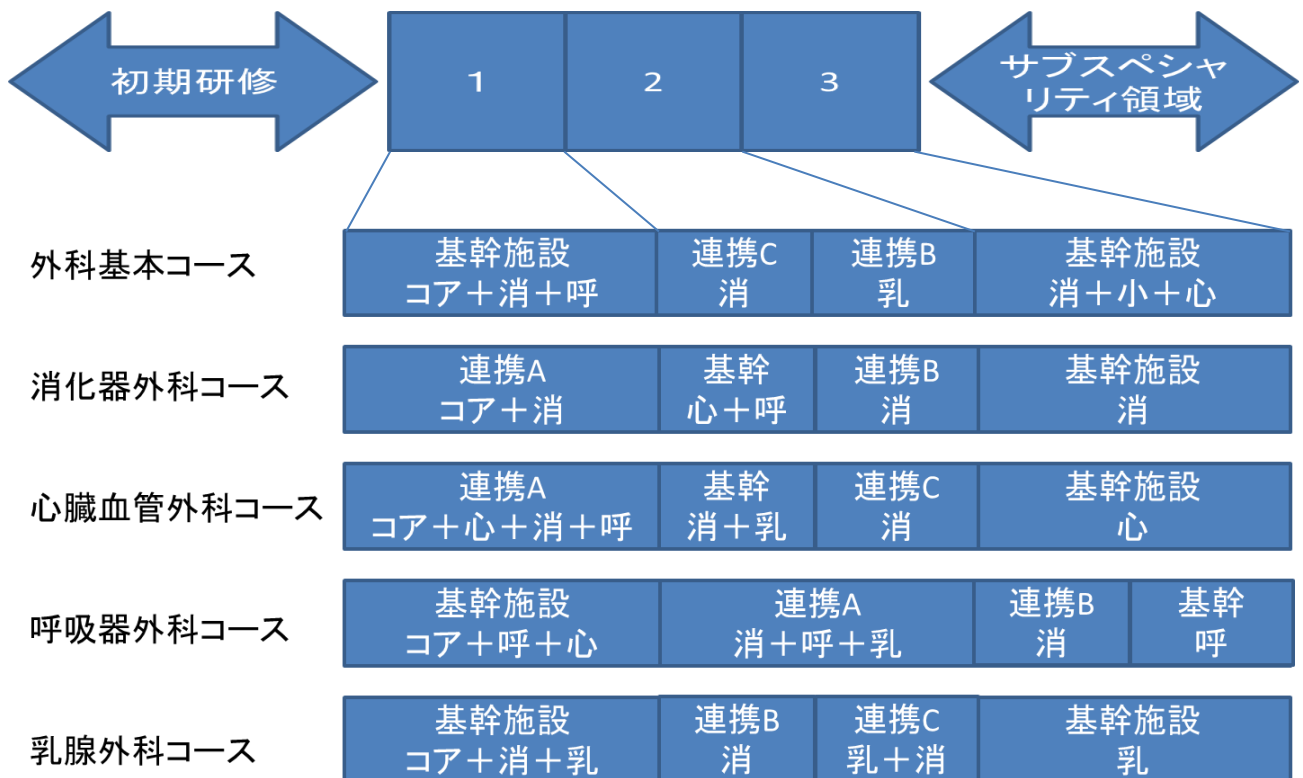 初期研修
1
2
3
サブスペシャ
リティ領域
外科基本コース
基幹施設
コア＋消＋呼
連携C
消
連携B
乳
基幹施設
消＋小＋心
消化器外科コース
連携A
コア＋消
基幹
心＋呼
連携B
消
基幹施設
消
心臓血管外科コース
連携A
コア＋心＋消＋呼
基幹
消＋乳
連携C
消
基幹施設
心
呼吸器外科コース
基幹施設
コア＋呼＋心
連携A
消＋呼＋乳
連携B
消
基幹
呼
乳腺外科コース
基幹施設
コア＋消＋乳
連携B
消
連携C
乳＋消
基幹施設
乳